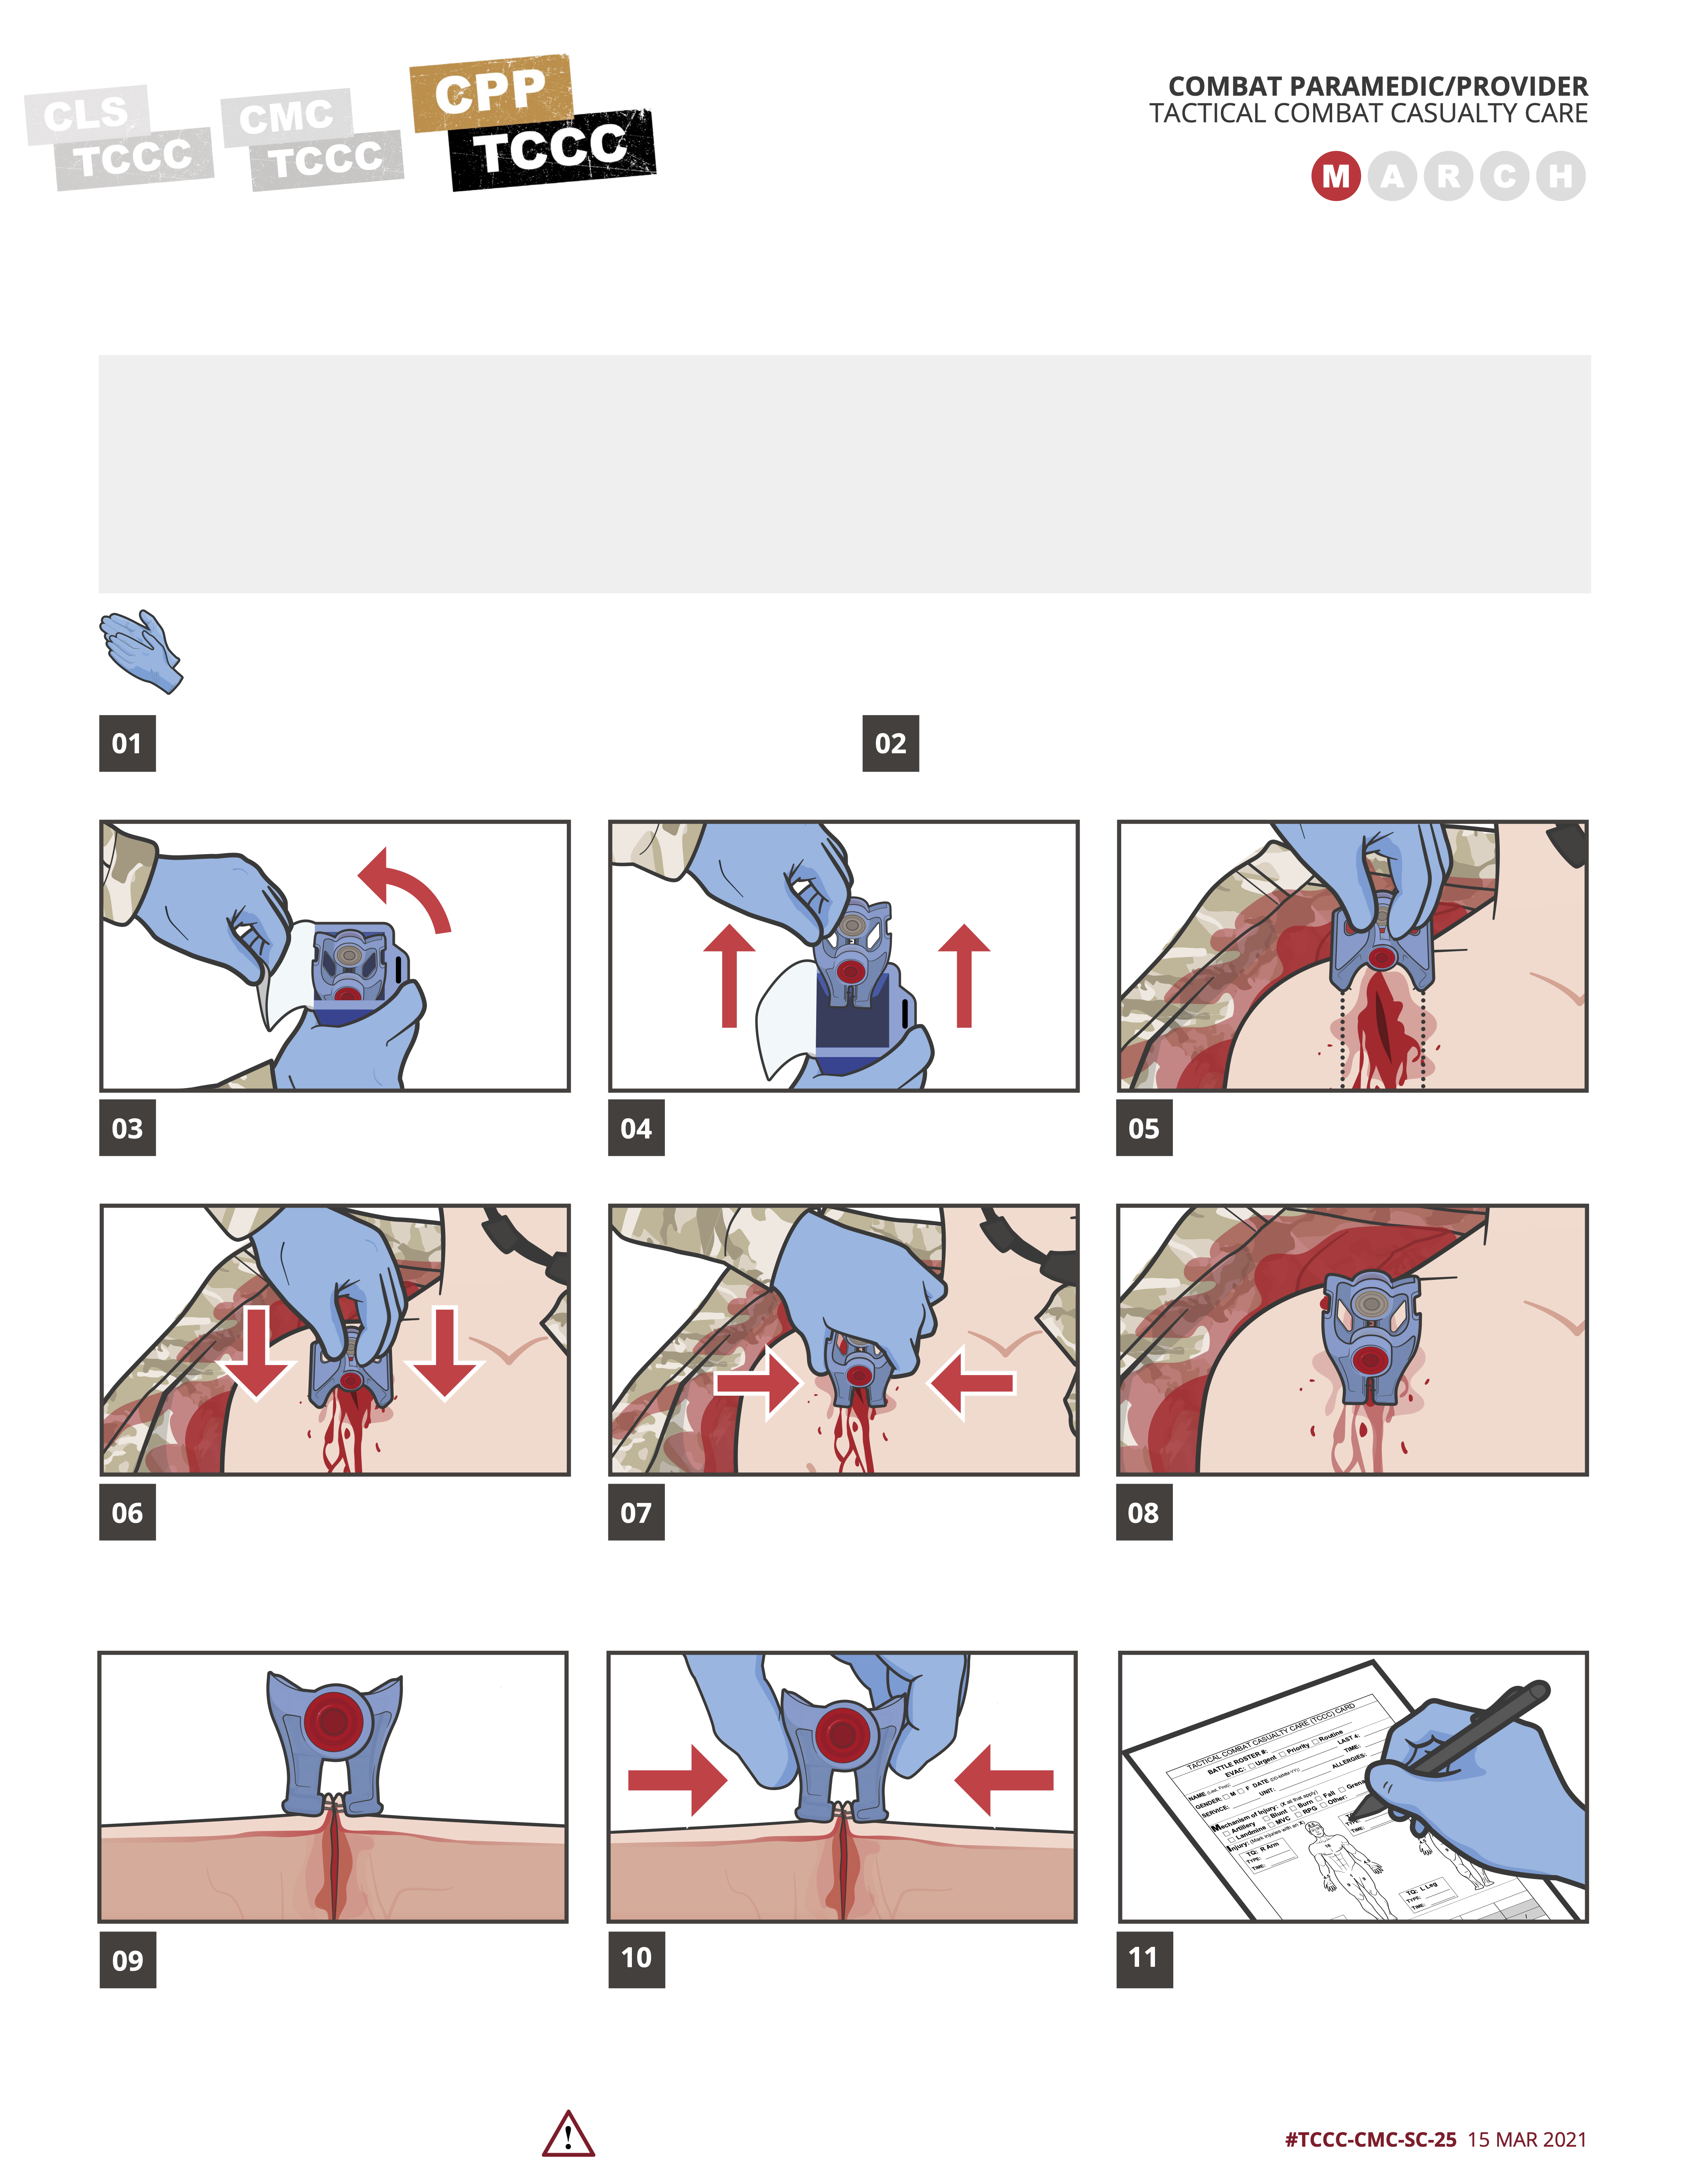 CLS
TCCC
CMC
TCCC
CPP
TCCC
COMBAT PARAMEDIC/PROVIDER
TACTICAL COMBAT CASUALTY CARE
M A R C H
01
02
03
04
05
06
07
08
09
10
11
TACTICAL COMBAT CASUALTY CARE (TCCC) CARD
BATTLE ROSTER #:
EVAC: Urgent Priority Routine
NAME (Last, First): LAST 4:
GENDER: M F DATE (DD-MMM-YY): TIME:
SERVICE: UNIT: ALLERGIES:
Mechanism of Injury: (X all that apply)
Artillery Blunt Burn Fall
Landmine MVC RPG Other:
Injury: (Mark injuries with an X)
TQ: R Arm
TYPE:
TIME:
TYPE:
TIME:
TQ: L Leg
TYPE:
TIME:
!
#TCCC-CMC-SC-25 15 MAR 2021